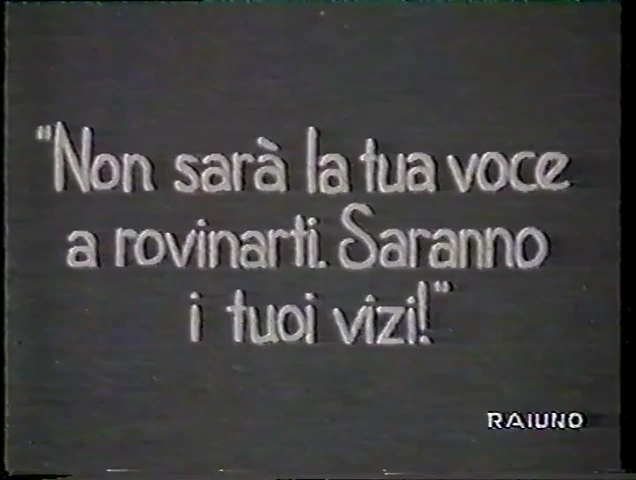 "Non sarà la tua voce
a rovinarti. Saranno
i tuoi vizi!"
RAIUNO